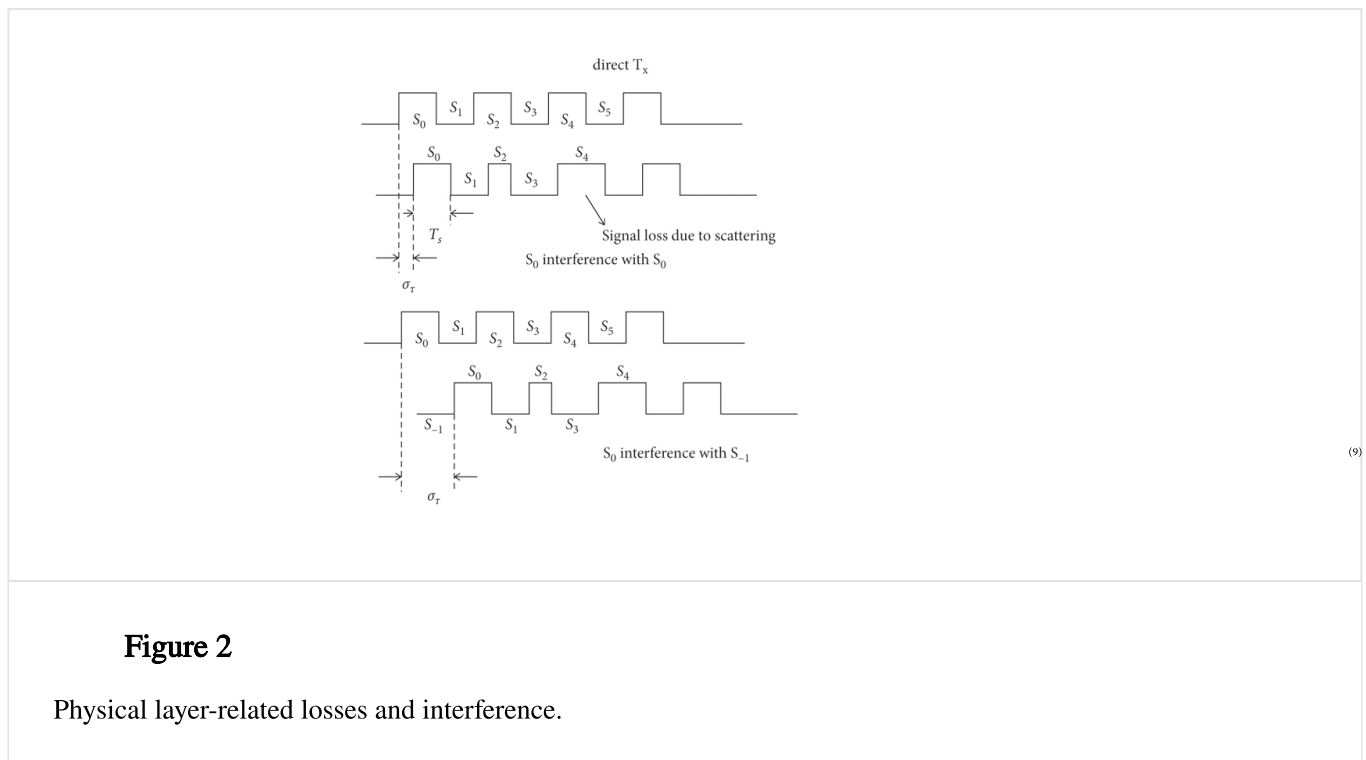 direct Tx
S1 S3 S5
S0 S2 S4
S0 S2 S4
S1 S3
Ts
Signal loss due to scattering
S0 interference with S0
στ
S1 S3 S5
S0 S2 S4
S0 S2 S4
S−1 S1 S3
S0 interference with S−1
(9)
στ
Figure 2
Physical layer-related losses and interference.